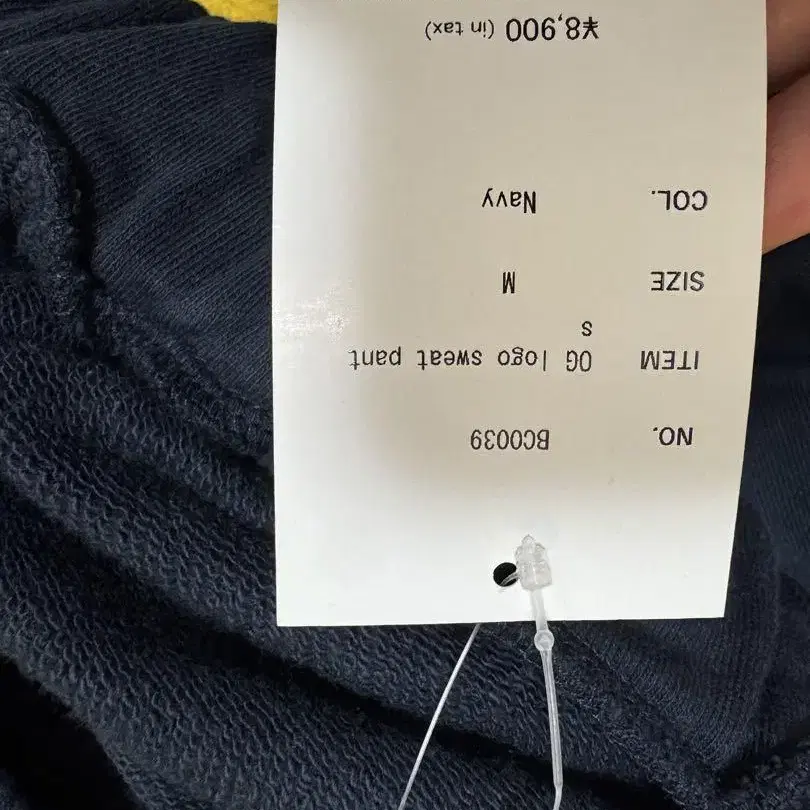 NO. BC0039
ITEM OG logo sweat pant
s
SIZE M
COL. Navy
¥8,900 (in tax)